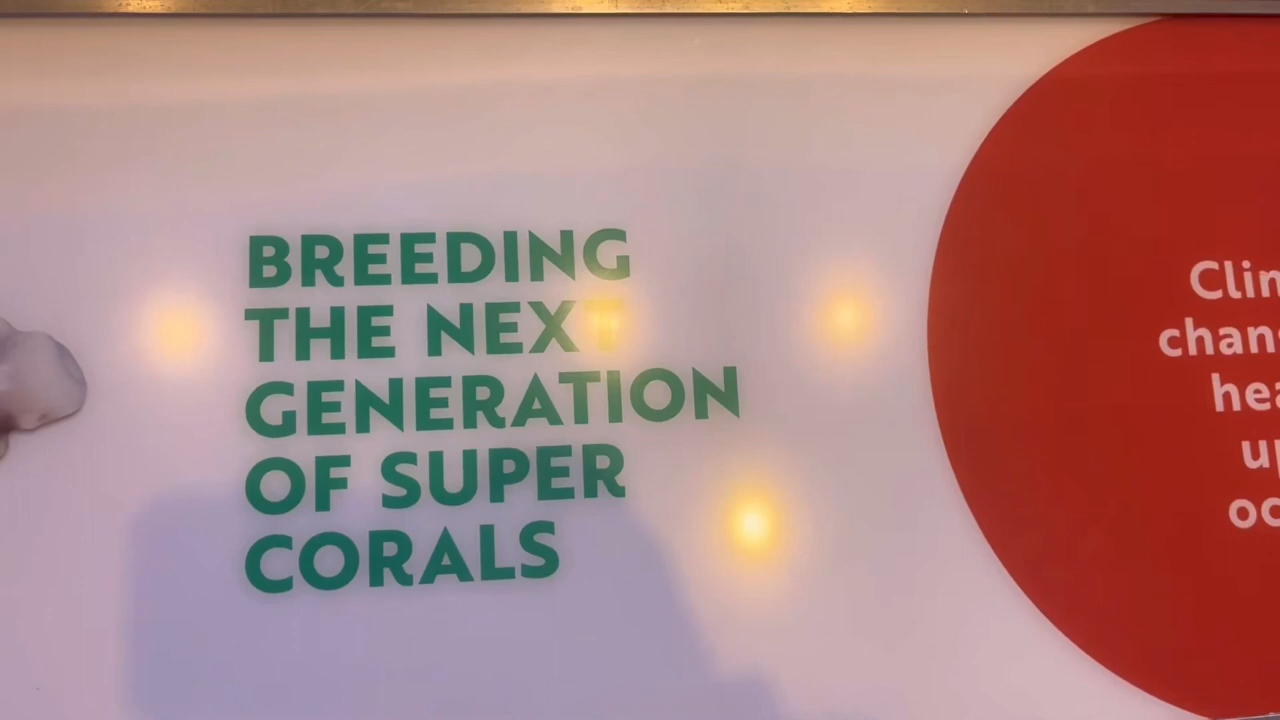 BREEDING
THE NEXT
GENERATION
OF SUPER
CORALS